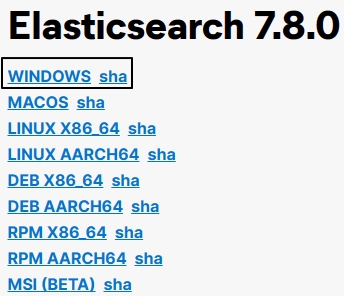 Elasticsearch 7.8.0
WINDOWS sha
MACOS sha
LINUX X86_64 sha
LINUX AARCH64 sha
DEB X86_64 sha
DEB AARCH64 sha
RPM X86_64 sha
RPM AARCH64 sha
MSI (BETA) sha